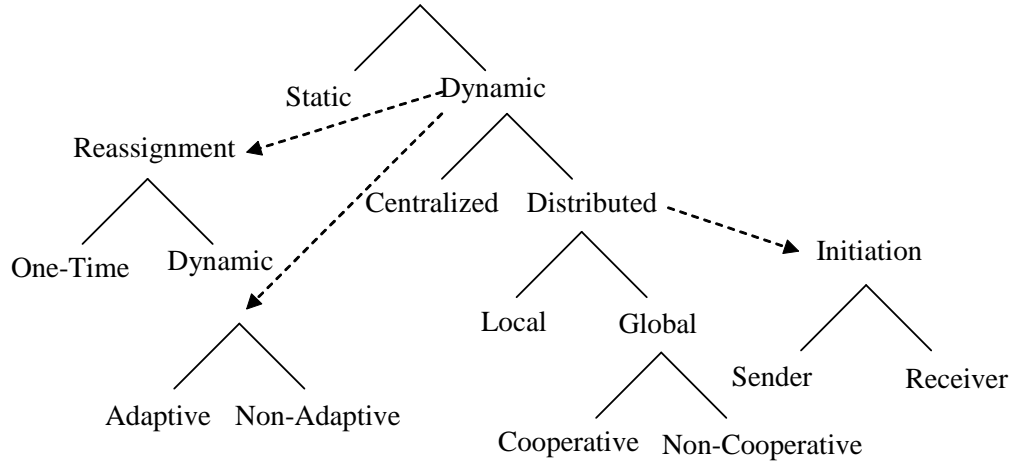 Static
Dynamic
Reassignment
Centralized
Distributed
One-Time
Dynamic
Initiation
Local
Global
Sender
Receiver
Adaptive
Non-Adaptive
Cooperative
Non-Cooperative